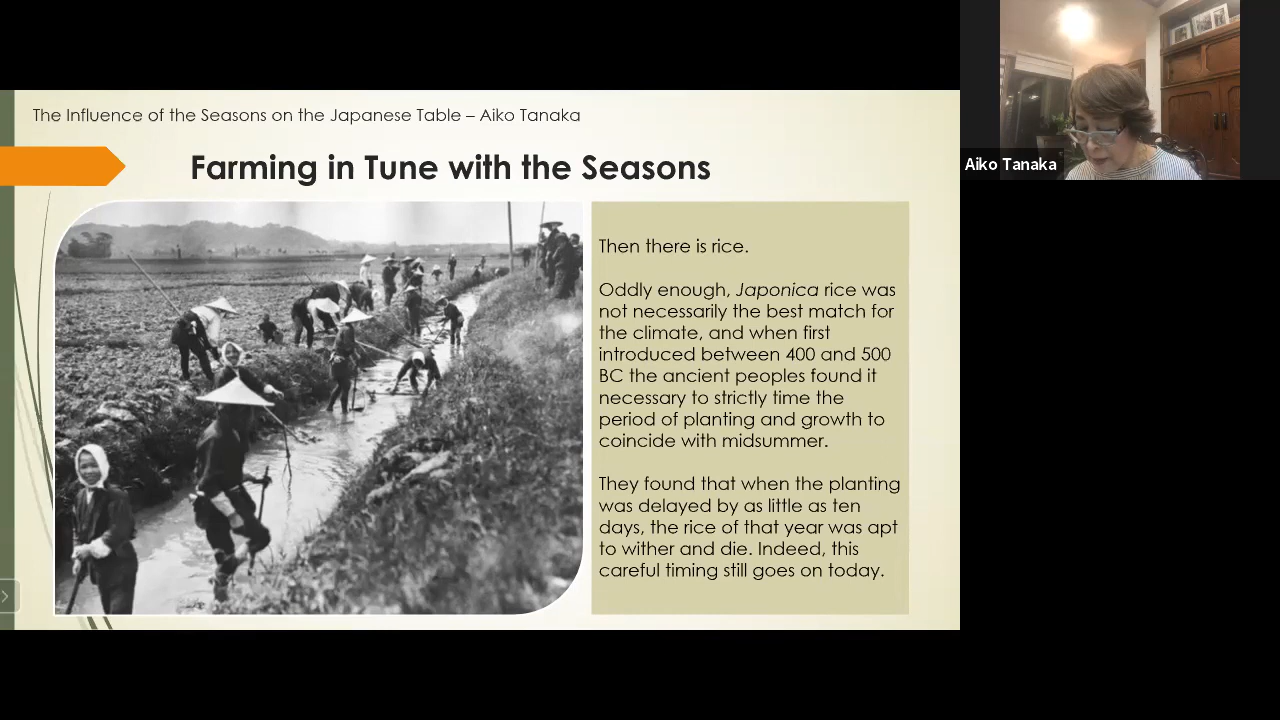 The Influence of the Seasons on the Japanese Table – Aiko Tanaka
Farming in Tune with the Seasons
Then there is rice.
Oddly enough, Japonica rice was
not necessarily the best match for
the climate, and when first
introduced between 400 and 500
BC the ancient peoples found it
necessary to strictly time the
period of planting and growth to
coincide with midsummer.
They found that when the planting
was delayed by as little as ten
days, the rice of that year was apt
to wither and die. Indeed, this
careful timing still goes on today.
Aiko Tanaka